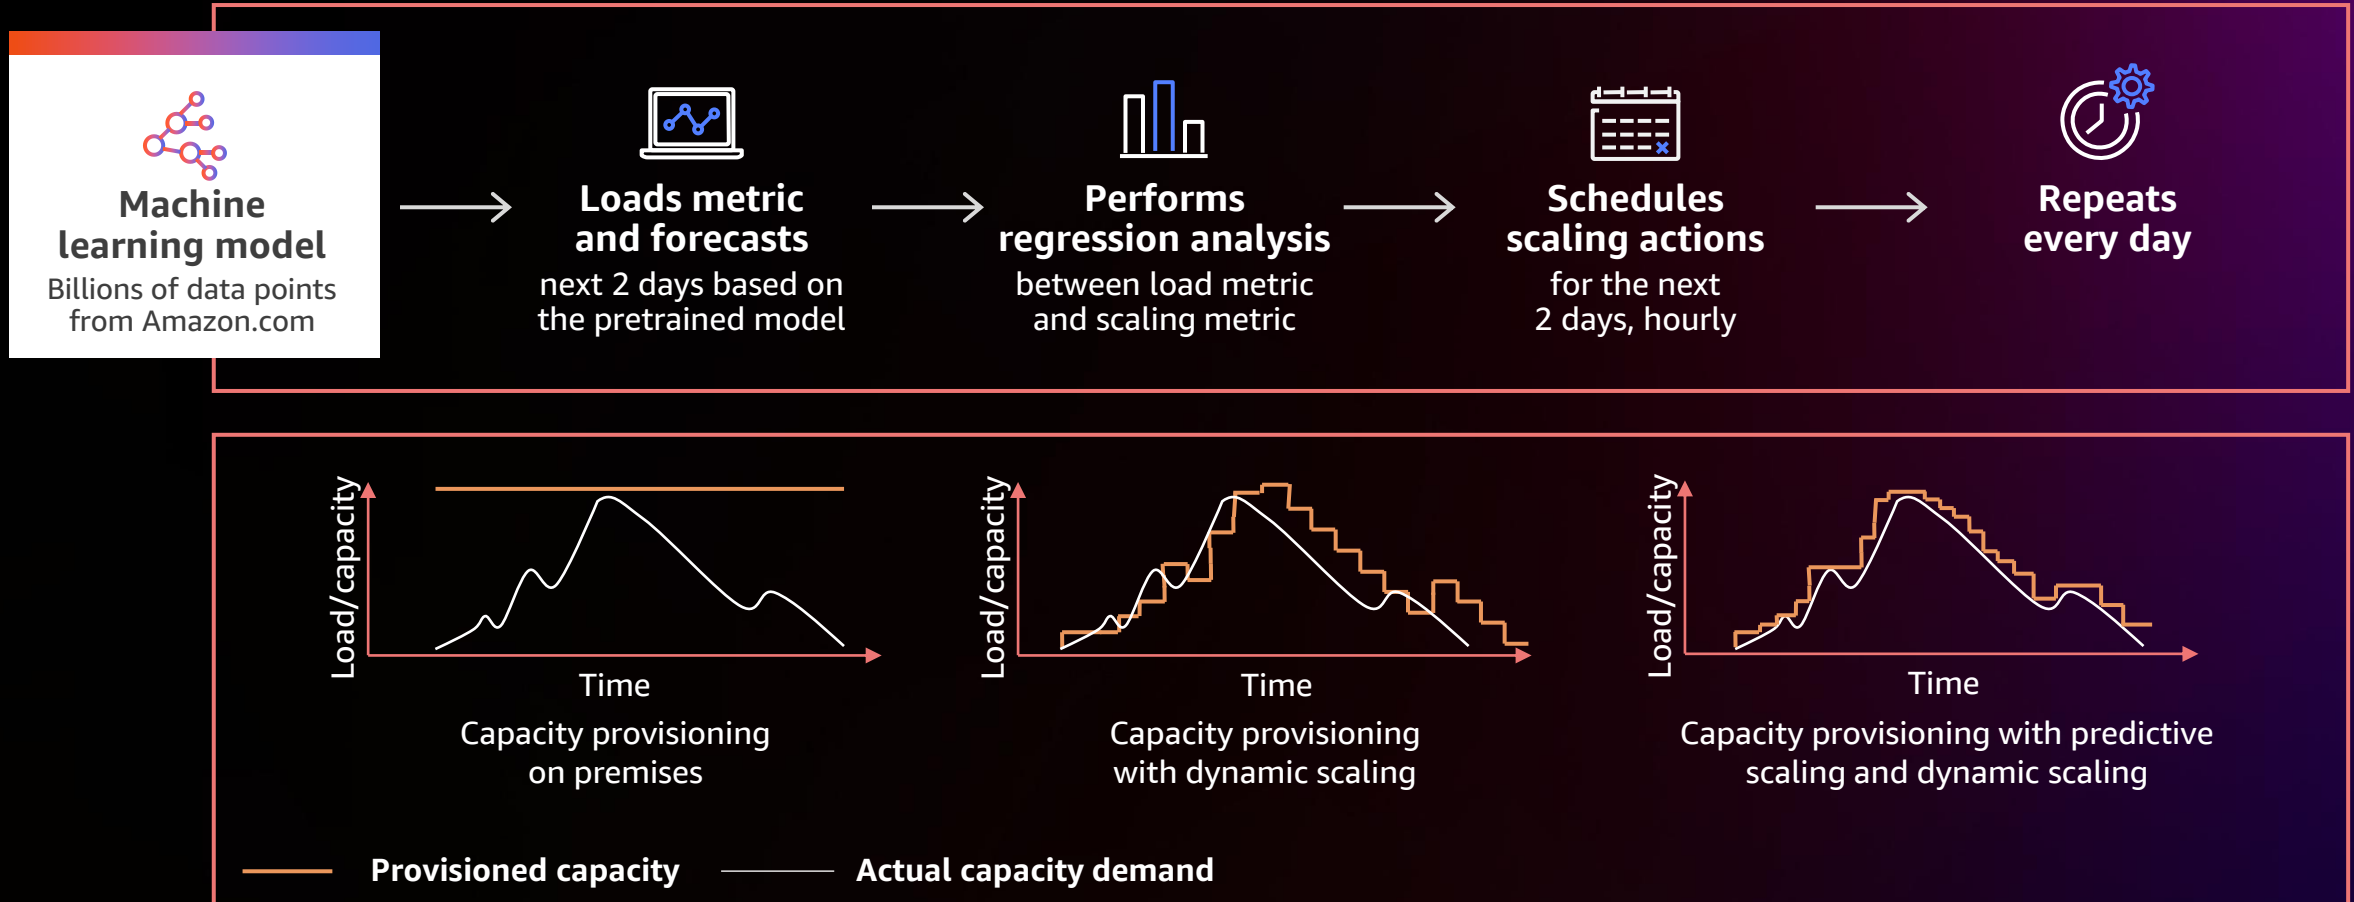 Machine
learning model
Billions of data points
from Amazon.com
Loads metric
and forecasts
next 2 days based on
the pretrained model
Performs
regression analysis
between load metric
and scaling metric
Schedules
scaling actions
for the next
2 days, hourly
Repeats
every day
Load/capacity
Time
Capacity provisioning
on premises
Load/capacity
Time
Capacity provisioning
with dynamic scaling
Load/capacity
Time
Capacity provisioning with predictive
scaling and dynamic scaling
Provisioned capacity
Actual capacity demand